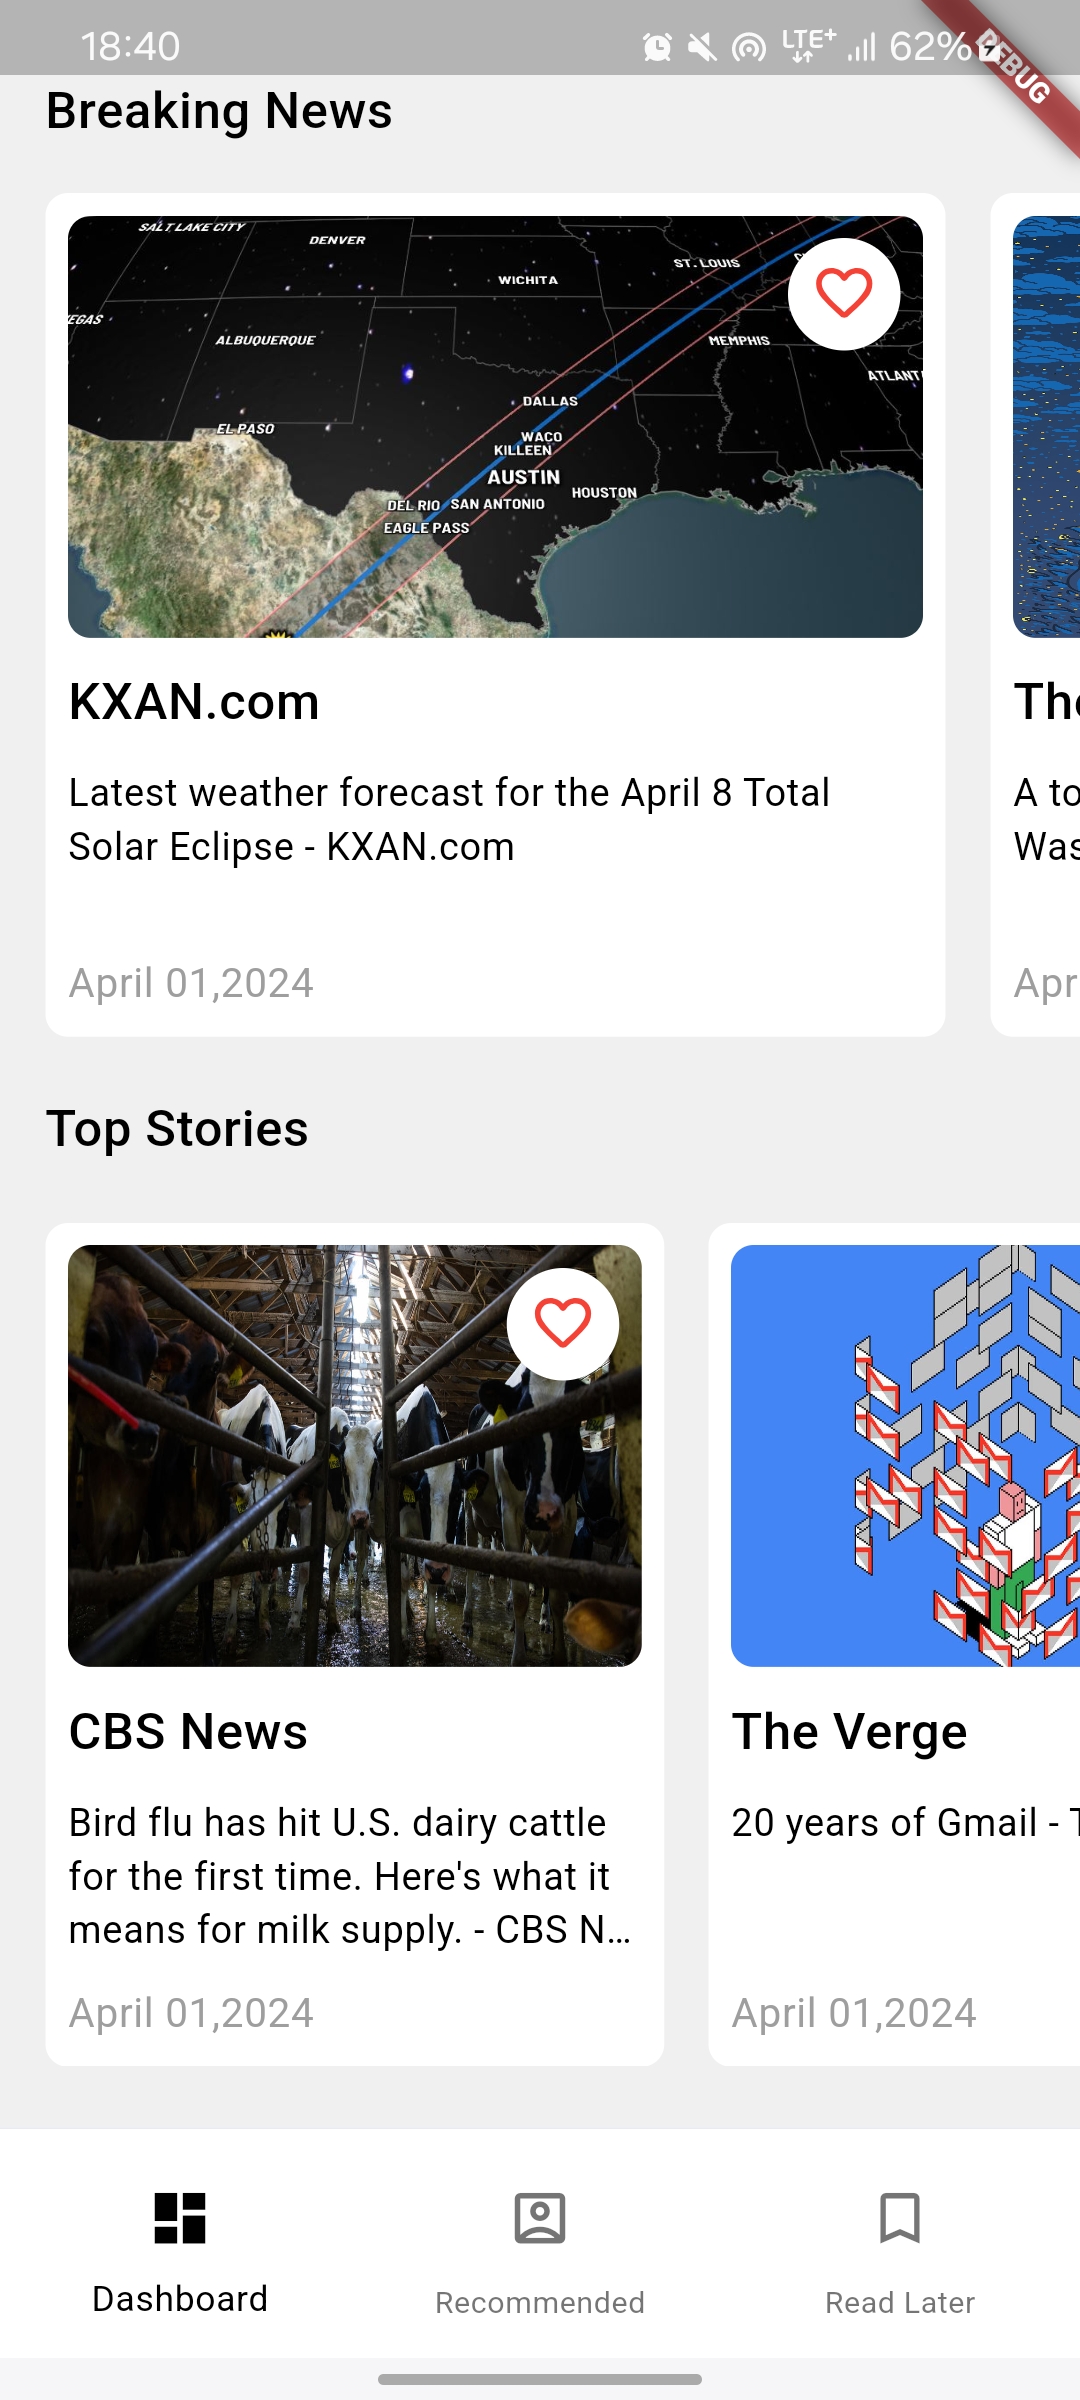 18:40
LTE+
62%
DEBUG
Breaking News
SALT LAKE CITY
DENVER
ST. LOUIS
WICHITA
EGAS
ALBUQUERQUE
MEMPHIS
ATLANT
DALLAS
EL PASO
WACO
KILLEEN
AUSTIN
HOUSTON
DEL RIO
SAN ANTONIO
EAGLE PASS
KXAN.com
Latest weather forecast for the April 8 Total
Solar Eclipse - KXAN.com
April 01,2024
The
A to
Was
Apr
Top Stories
CBS News
Bird flu has hit U.S. dairy cattle
for the first time. Here's what it
means for milk supply. - CBS N…
April 01,2024
The Verge
20 years of Gmail - T
April 01,2024
Dashboard
Recommended
Read Later